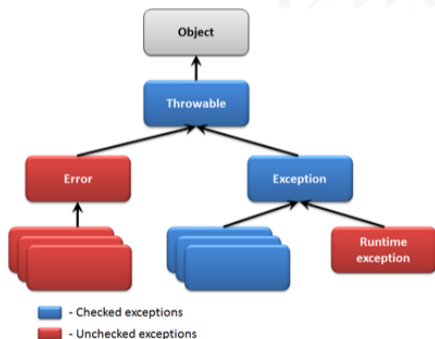 Object
Throwable
Error
Exception
Runtime
exception
- Checked exceptions
- Unchecked exceptions